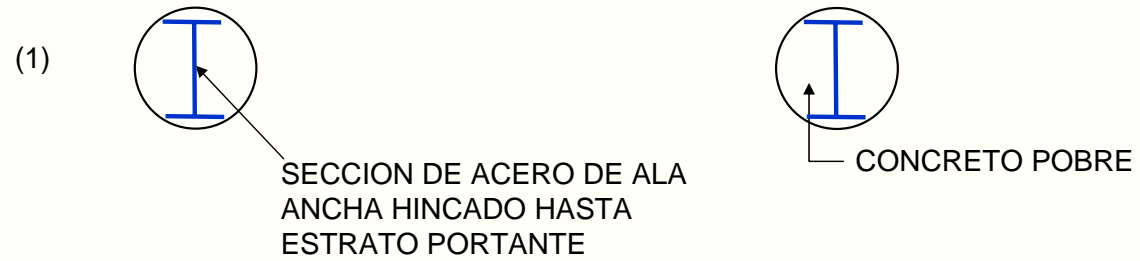 (1)
SECCION DE ACERO DE ALA
ANCHA HINCADO HASTA
ESTRATO PORTANTE
CONCRETO POBRE